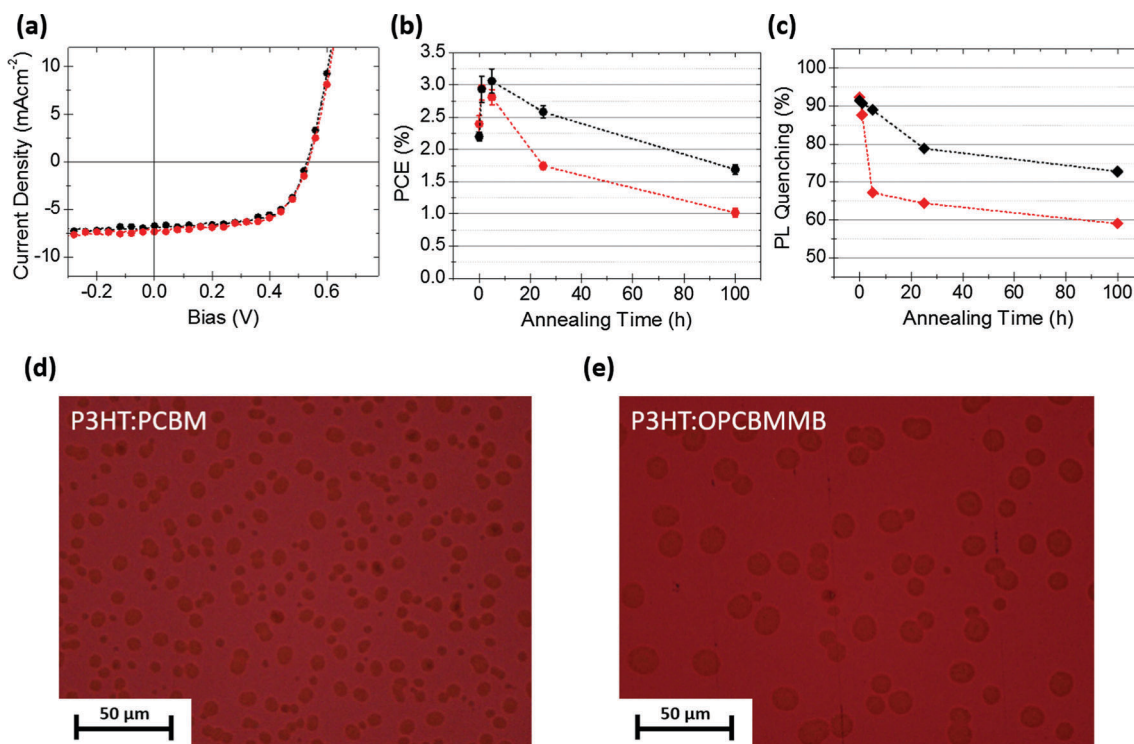 (a)
Current Density (mAcm⁻²)
10
5
0
-5
-10
-0.2 0.0 0.2 0.4 0.6
Bias (V)
(b)
PCE (%)
3.5
3.0
2.5
2.0
1.5
1.0
0.5
0.0
0 20 40 60 80 100
Annealing Time (h)
(c)
PL Quenching (%)
100
90
80
70
60
50
0 20 40 60 80 100
Annealing Time (h)
(d)
P3HT:PCBM
50 µm
(e)
P3HT:OPCBMMB
50 µm